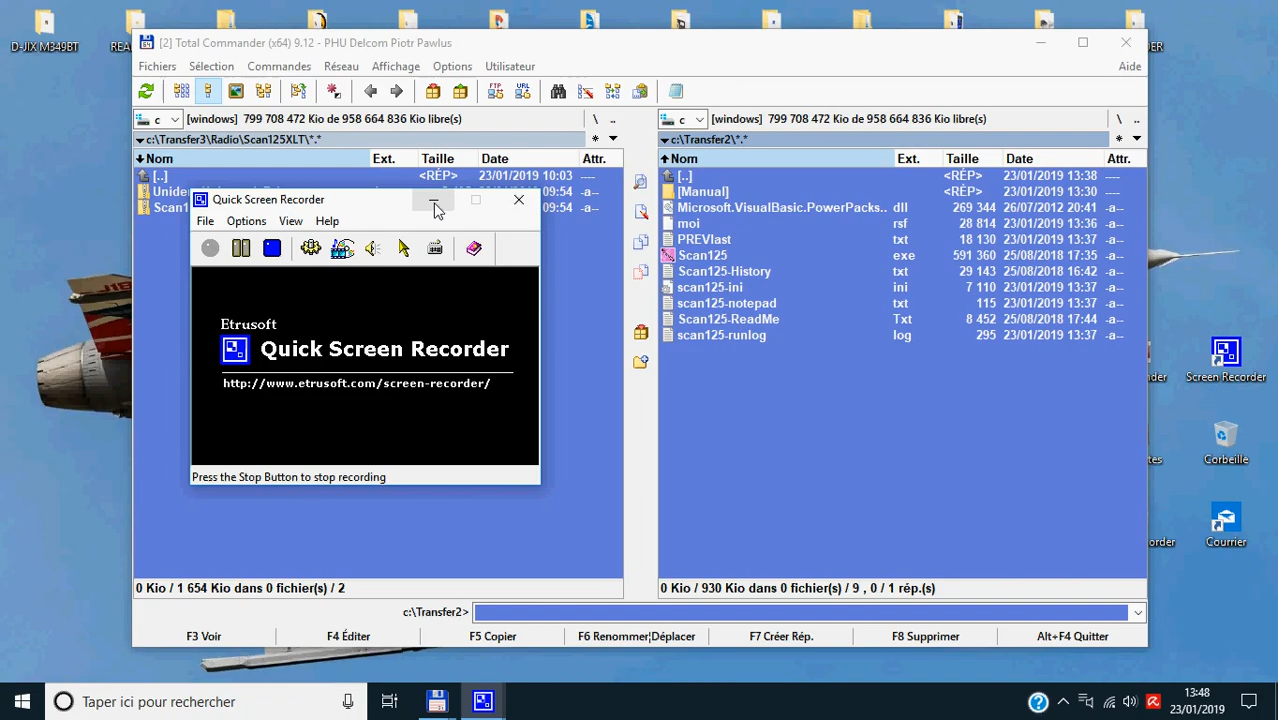 D-JIX M349BT
REA
DER
[2] Total Commander (x64) 9.12 - PHU Delcom Piotr Pawlus
Fichiers Sélection Commandes Réseau Affichage Options Utilisateur Aide
FTP URL
c [windows] 799 708 472 Kio de 958 664 836 Kio libre(s) \ ..
c:\Transfer3\Radio\Scan125XLT\*.* *
Nom Ext. Taille Date Attr.
[..] <RÉP> 23/01/2019 10:03 ----
Unide 09:54 -a--
Scan1 09:54 -a--
c [windows] 799 708 472 Kio de 958 664 836 Kio libre(s) \ ..
c:\Transfer2\*.* *
Nom Ext. Taille Date Attr.
[..] <RÉP> 23/01/2019 13:38 ----
[Manual] <RÉP> 23/01/2019 13:30 ----
Microsoft.VisualBasic.PowerPacks.. dll 269 344 26/07/2012 20:41 -a--
moi rsf 28 814 23/01/2019 13:36 -a--
PREVlast txt 18 130 23/01/2019 13:37 -a--
Scan125 exe 591 360 25/08/2018 17:35 -a--
Scan125-History txt 29 143 25/08/2018 16:42 -a--
scan125-ini ini 7 110 23/01/2019 13:37 -a--
scan125-notepad txt 115 23/01/2019 13:37 -a--
Scan125-ReadMe Txt 8 452 25/08/2018 17:44 -a--
scan125-runlog log 295 23/01/2019 13:37 -a--
Quick Screen Recorder
File Options View Help
Etrusoft
Quick Screen Recorder
http://www.etrusoft.com/screen-recorder/
Press the Stop Button to stop recording
0 Kio / 1 654 Kio dans 0 fichier(s) / 2
0 Kio / 930 Kio dans 0 fichier(s) / 9 , 0 / 1 rép.(s)
c:\Transfer2>
F3 Voir F4 Éditer F5 Copier F6 Renommer¦Déplacer F7 Créer Rép. F8 Supprimer Alt+F4 Quitter
nder
Screen Recorder
tes
Corbeille
order
Courrier
Taper ici pour rechercher
13:48
23/01/2019